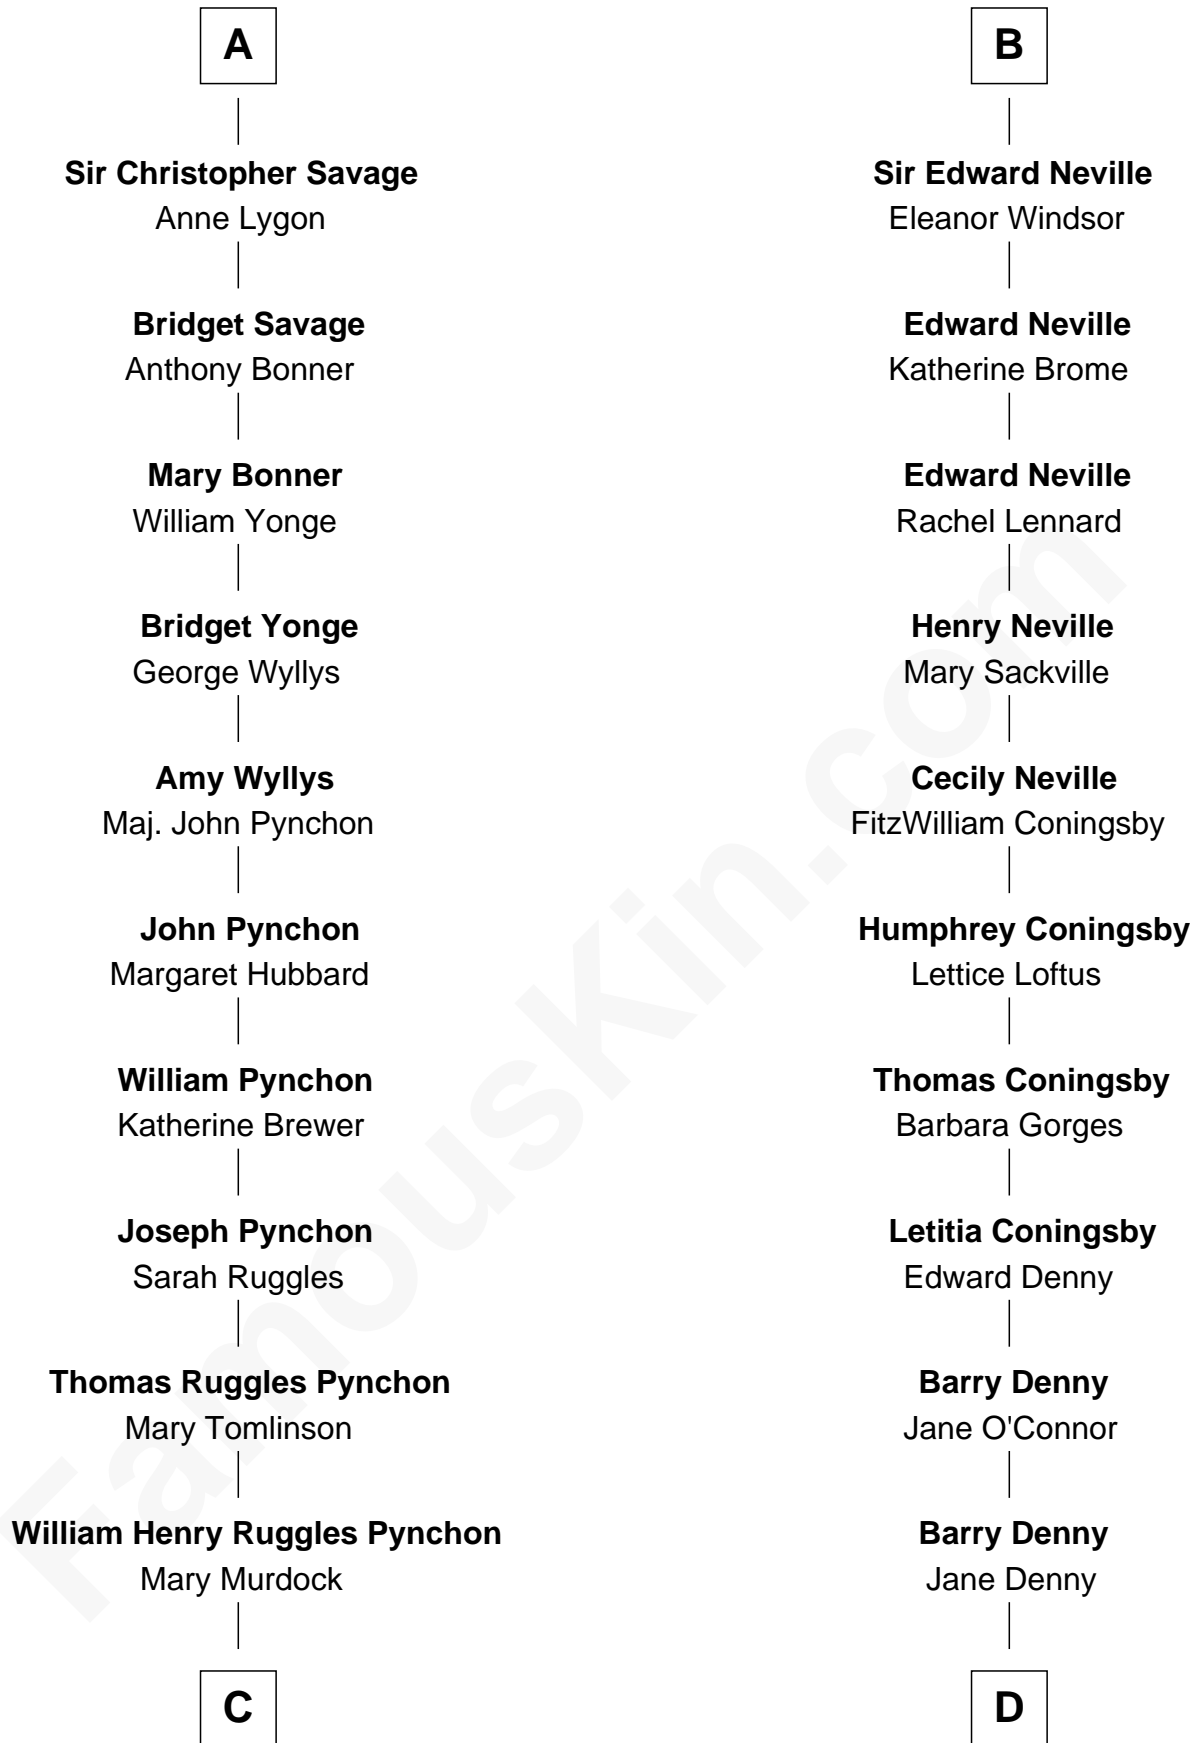 A
Sir Christopher Savage
Anne Lygon
Bridget Savage
Anthony Bonner
Mary Bonner
William Yonge
Bridget Yonge
George Wyllys
Amy Wyllys
Maj. John Pynchon
John Pynchon
Margaret Hubbard
William Pynchon
Katherine Brewer
Joseph Pynchon
Sarah Ruggles
Thomas Ruggles Pynchon
Mary Tomlinson
William Henry Ruggles Pynchon
Mary Murdock
C
B
Sir Edward Neville
Eleanor Windsor
Edward Neville
Katherine Brome
Edward Neville
Rachel Lennard
Henry Neville
Mary Sackville
Cecily Neville
FitzWilliam Coningsby
Humphrey Coningsby
Lettice Loftus
Thomas Coningsby
Barbara Gorges
Letitia Coningsby
Edward Denny
Barry Denny
Jane O'Connor
Barry Denny
Jane Denny
D
FamousKin.com